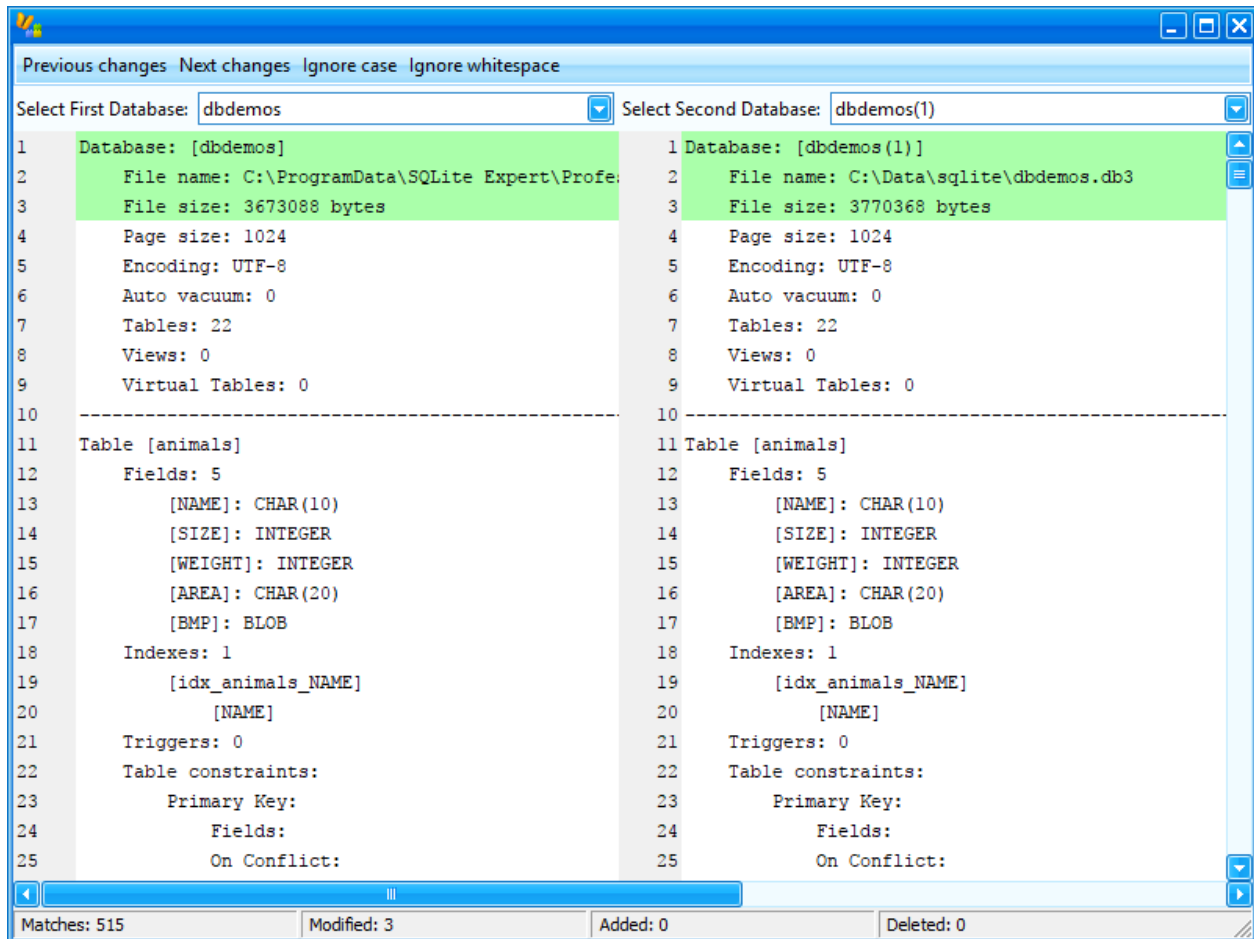 Previous changes Next changes Ignore case Ignore whitespace
Select First Database: dbdemos Select Second Database: dbdemos(1)
1 Database: [dbdemos] 1 Database: [dbdemos(1)]
2 File name: C:\ProgramData\SQLite Expert\Profe 2 File name: C:\Data\sqlite\dbdemos.db3
3 File size: 3673088 bytes 3 File size: 3770368 bytes
4 Page size: 1024 4 Page size: 1024
5 Encoding: UTF-8 5 Encoding: UTF-8
6 Auto vacuum: 0 6 Auto vacuum: 0
7 Tables: 22 7 Tables: 22
8 Views: 0 8 Views: 0
9 Virtual Tables: 0 9 Virtual Tables: 0
10 ------------------------------------------------- 10 -------------------------------------------------
11 Table [animals] 11 Table [animals]
12 Fields: 5 12 Fields: 5
13 [NAME]: CHAR(10) 13 [NAME]: CHAR(10)
14 [SIZE]: INTEGER 14 [SIZE]: INTEGER
15 [WEIGHT]: INTEGER 15 [WEIGHT]: INTEGER
16 [AREA]: CHAR(20) 16 [AREA]: CHAR(20)
17 [BMP]: BLOB 17 [BMP]: BLOB
18 Indexes: 1 18 Indexes: 1
19 [idx_animals_NAME] 19 [idx_animals_NAME]
20 [NAME] 20 [NAME]
21 Triggers: 0 21 Triggers: 0
22 Table constraints: 22 Table constraints:
23 Primary Key: 23 Primary Key:
24 Fields: 24 Fields:
25 On Conflict: 25 On Conflict:
Matches: 515 Modified: 3 Added: 0 Deleted: 0